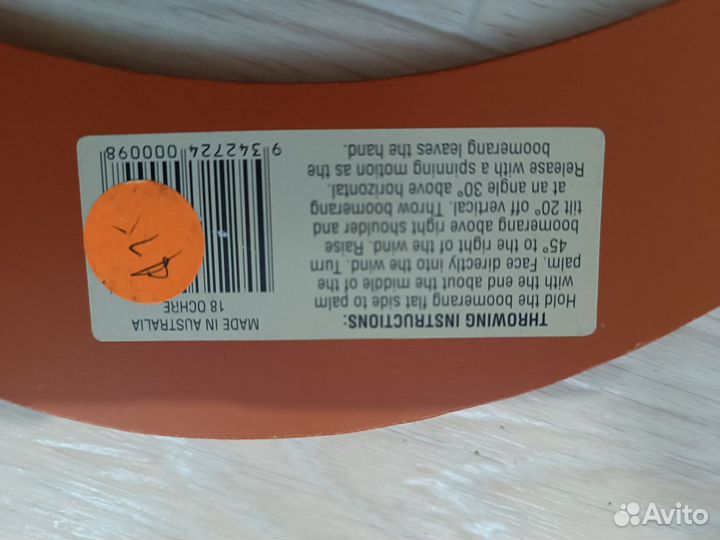 THROWING INSTRUCTIONS:
Hold the boomerang flat side to palm
with the end about the middle of the
palm. Face directly into the wind. Turn
45° to the right of the wind. Raise
boomerang above right shoulder and
tilt 20° off vertical. Throw boomerang
at an angle 30° above horizontal.
Release with a spinning motion as the
boomerang leaves the hand.
MADE IN AUSTRALIA
18 OCHRE
9 342724 000098
Avito